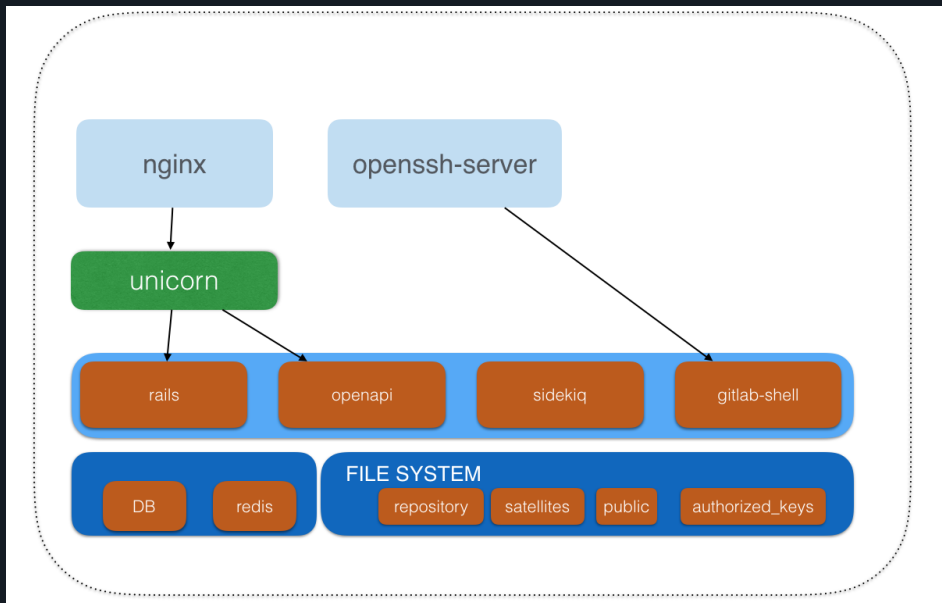 nginx
openssh-server
unicorn
rails
openapi
sidekiq
gitlab-shell
FILE SYSTEM
DB
redis
repository
satellites
public
authorized_keys